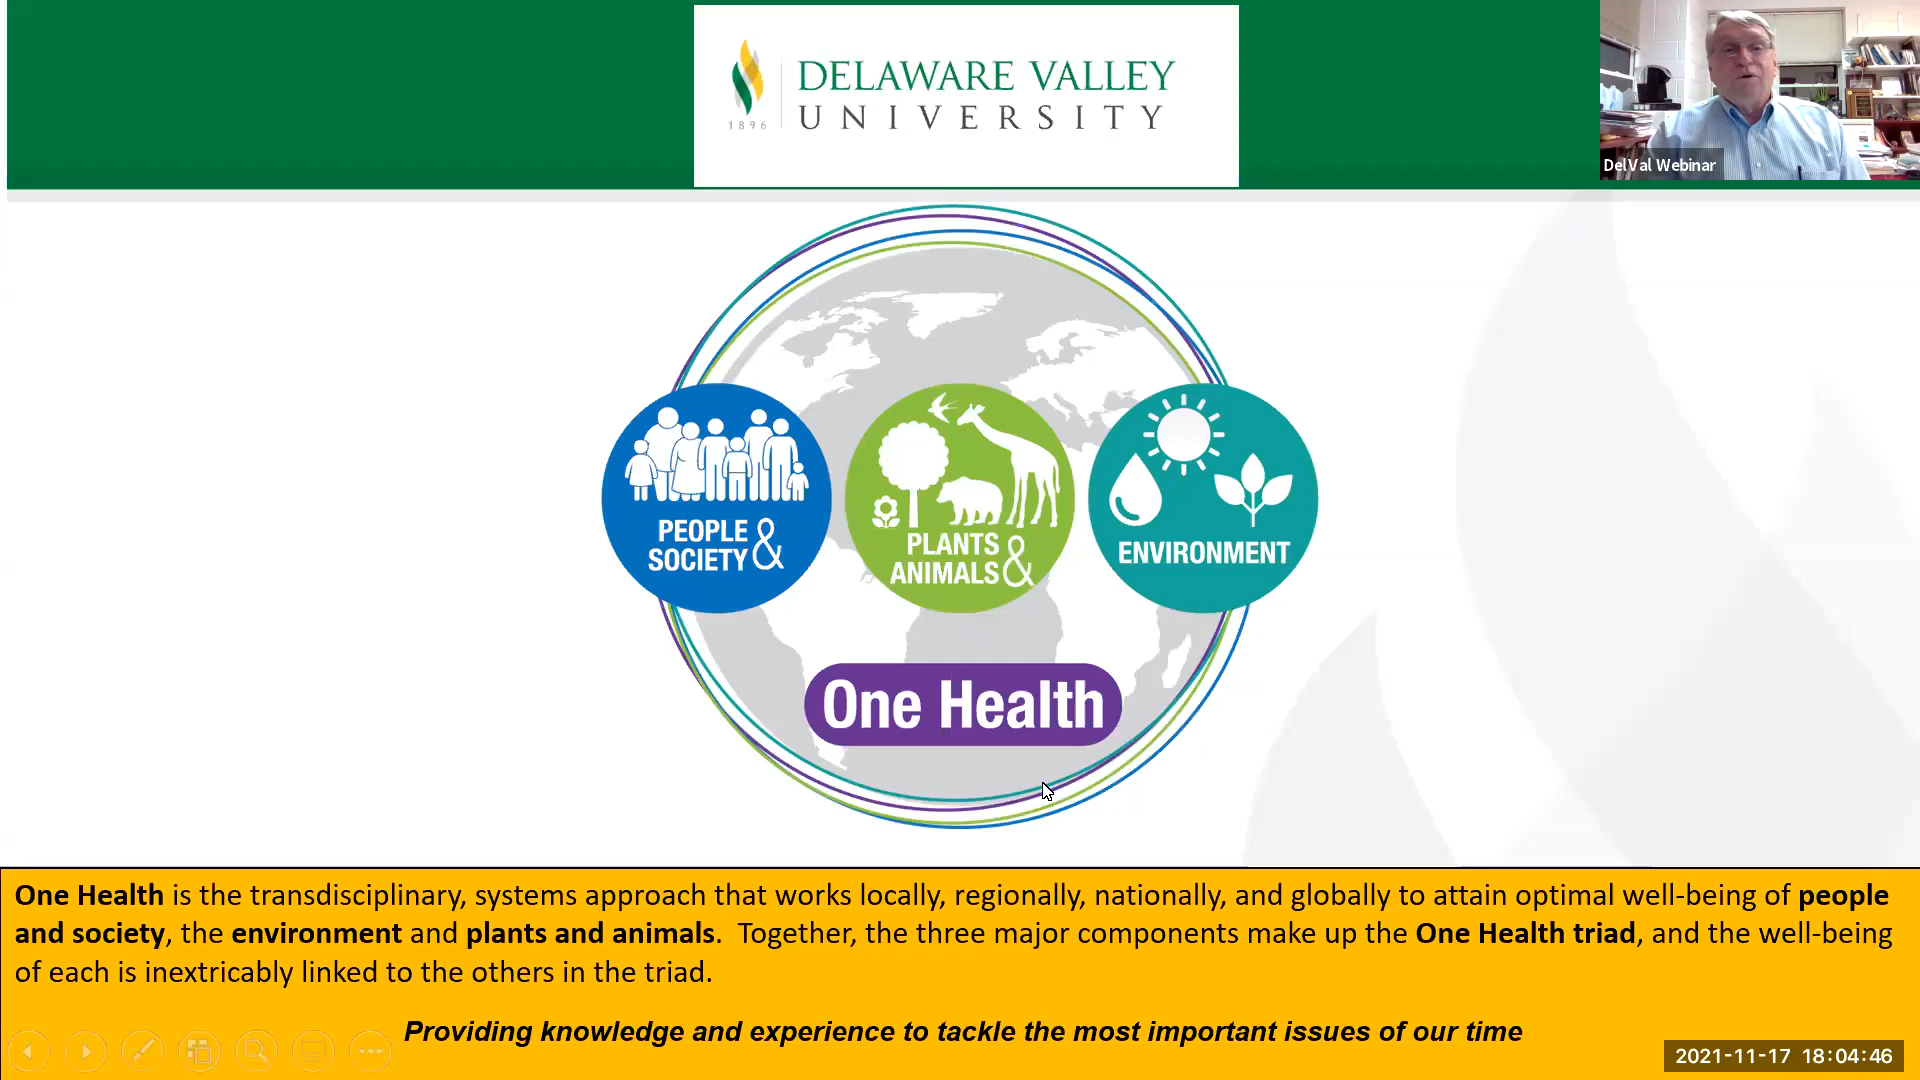 DELAWARE VALLEY
UNIVERSITY
1896
DelVal Webinar
PEOPLE &
SOCIETY
PLANTS &
ANIMALS
ENVIRONMENT
One Health
One Health is the transdisciplinary, systems approach that works locally, regionally, nationally, and globally to attain optimal well-being of people
and society, the environment and plants and animals. Together, the three major components make up the One Health triad, and the well-being
of each is inextricably linked to the others in the triad.
Providing knowledge and experience to tackle the most important issues of our time
2021-11-17 18:04:46